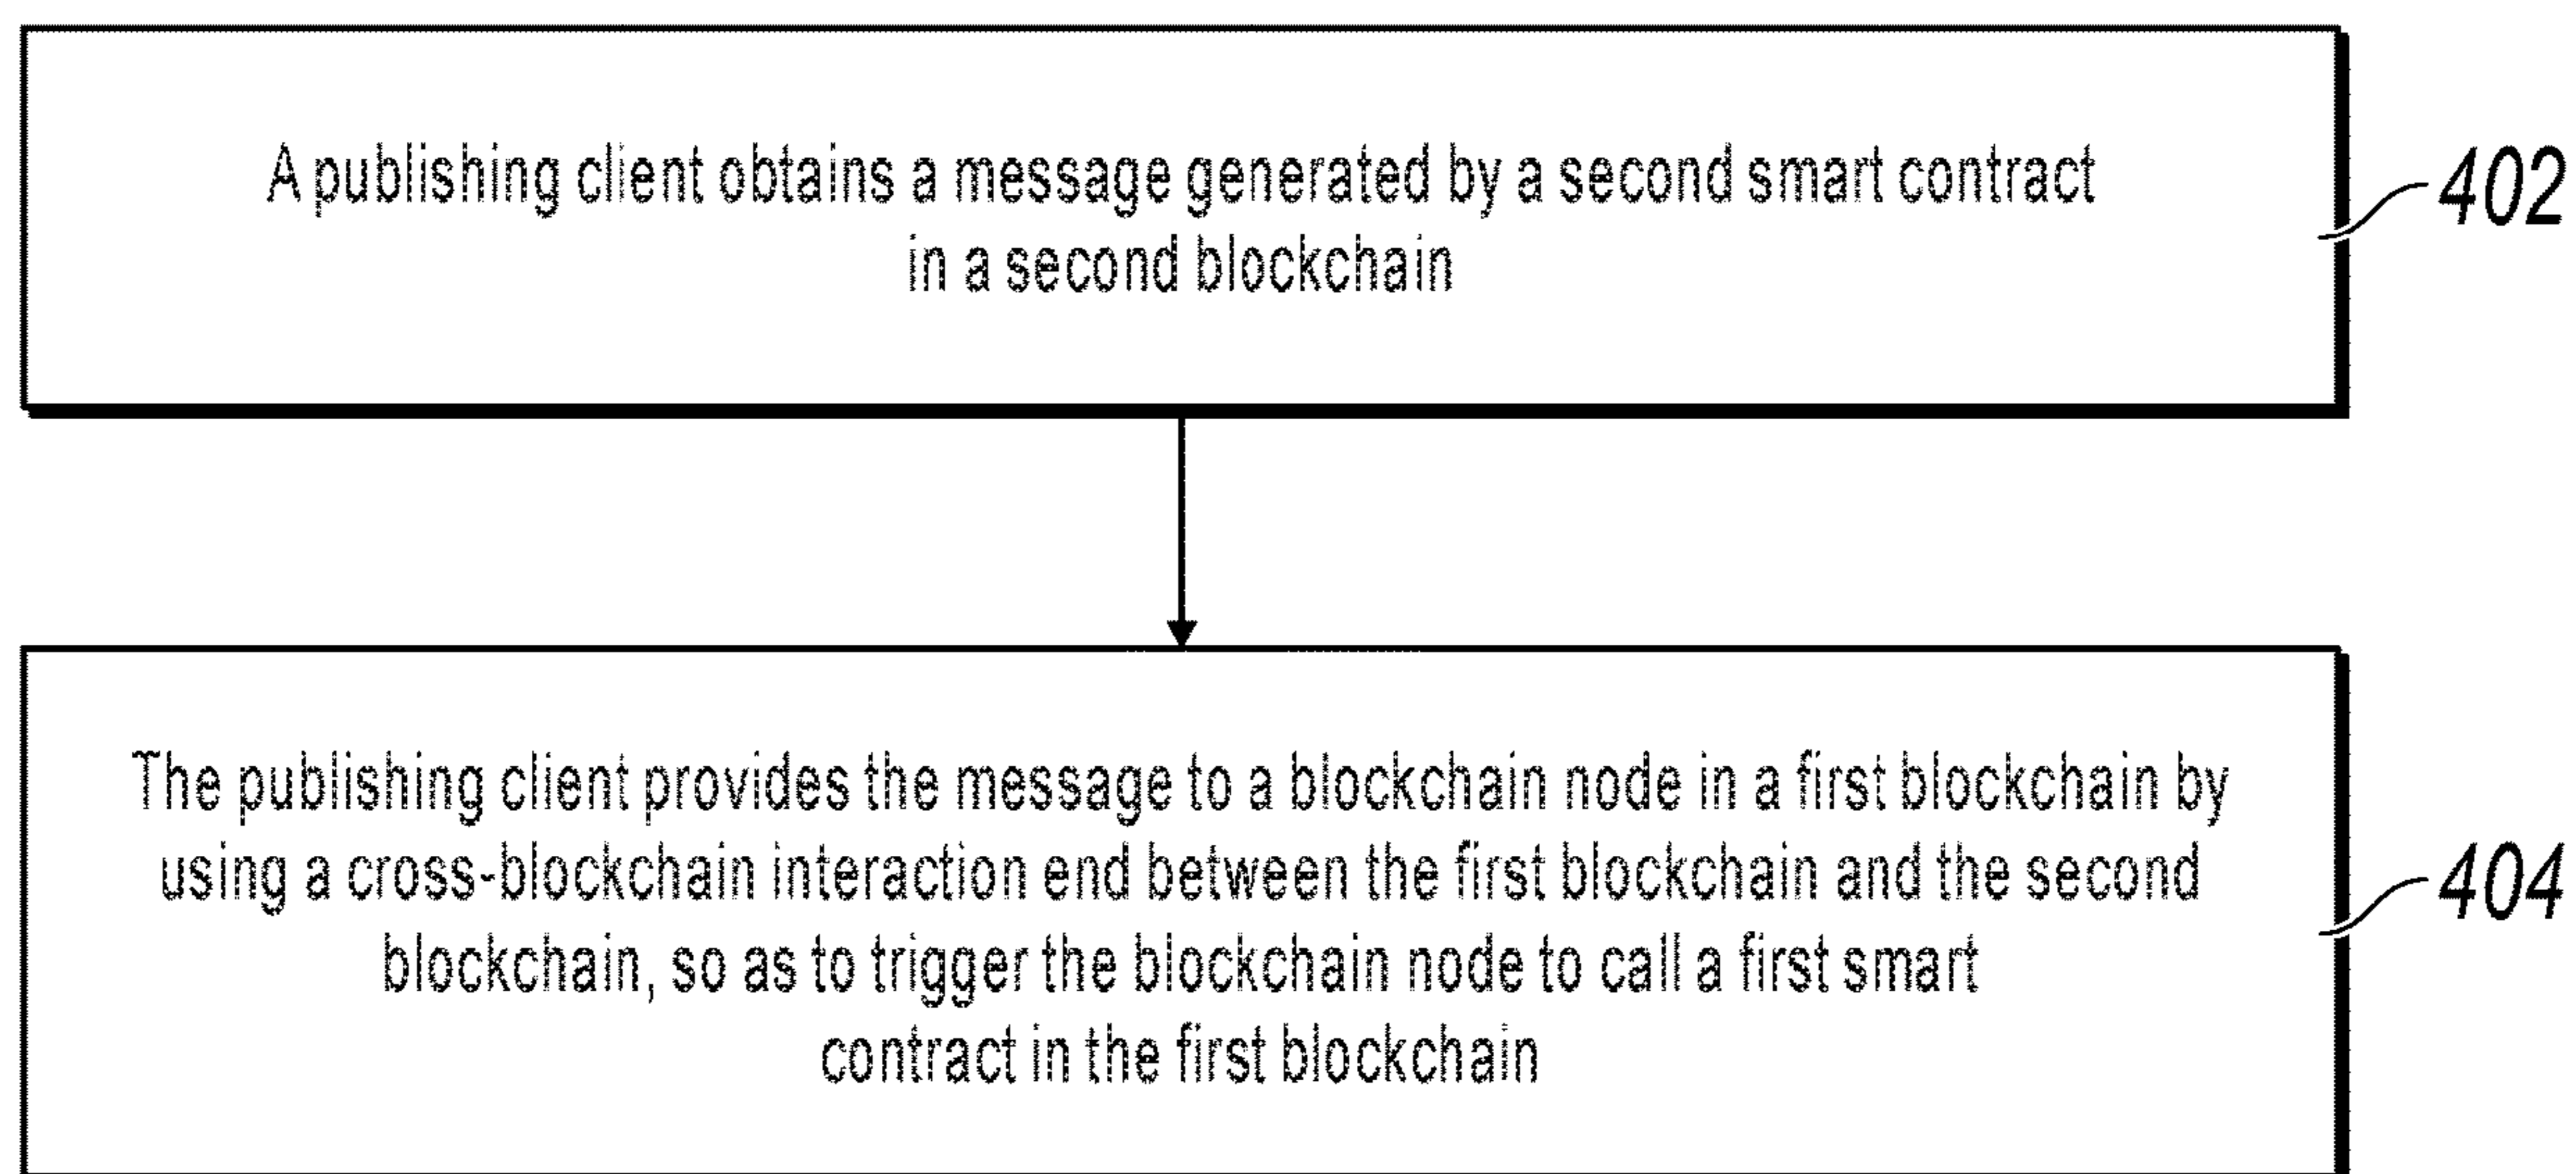 A publishing client obtains a message generated by a second smart contract
in a second blockchain
402
The publishing client provides the message to a blockchain node in a first blockchain by
using a cross-blockchain interaction end between the first blockchain and the second
blockchain, so as to trigger the blockchain node to call a first smart
contract in the first blockchain
404